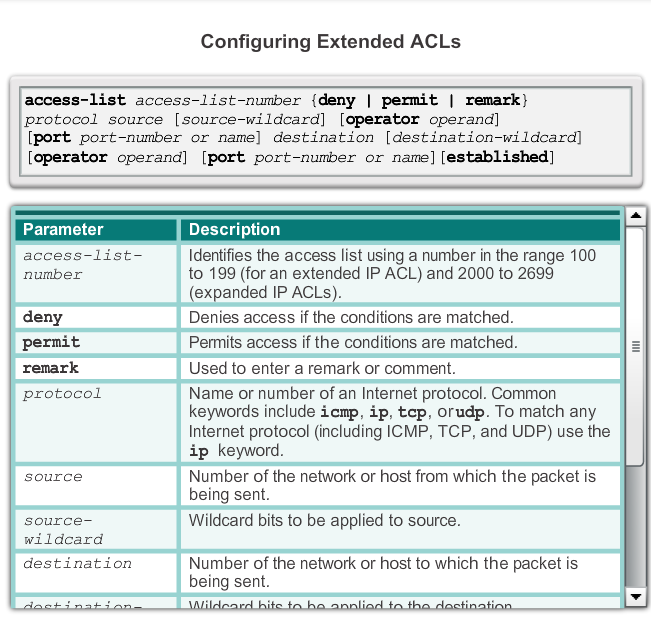 Configuring Extended ACLs
access-list access-list-number {deny | permit | remark}
protocol source [source-wildcard] [operator operand]
[port port-number or name] destination [destination-wildcard]
[operator operand] [port port-number or name][established]
Parameter Description
access-list-
number
Identifies the access list using a number in the range 100
to 199 (for an extended IP ACL) and 2000 to 2699
(expanded IP ACLs).
deny Denies access if the conditions are matched.
permit Permits access if the conditions are matched.
remark Used to enter a remark or comment.
protocol Name or number of an Internet protocol. Common
keywords include icmp, ip, tcp, or udp. To match any
Internet protocol (including ICMP, TCP, and UDP) use the
ip keyword.
source Number of the network or host from which the packet is
being sent.
source-
wildcard
Wildcard bits to be applied to source.
destination Number of the network or host to which the packet is
being sent.
destination- Wildcard bits to be applied to the destination